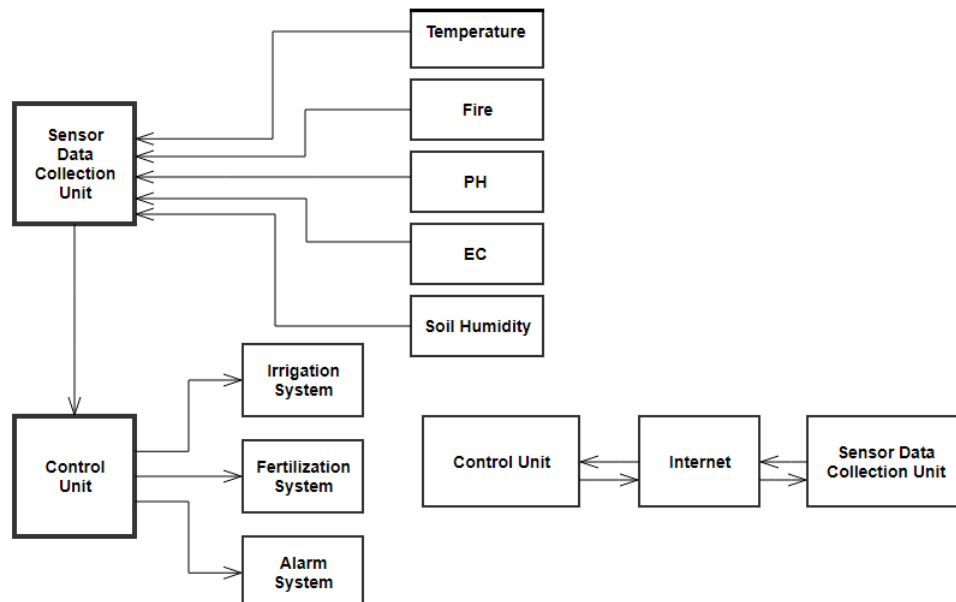 Temperature
Fire
Sensor
Data
Collection
Unit
PH
EC
Soil Humidity
Irrigation
System
Control
Unit
Fertilization
System
Alarm
System
Control Unit
Internet
Sensor Data
Collection Unit